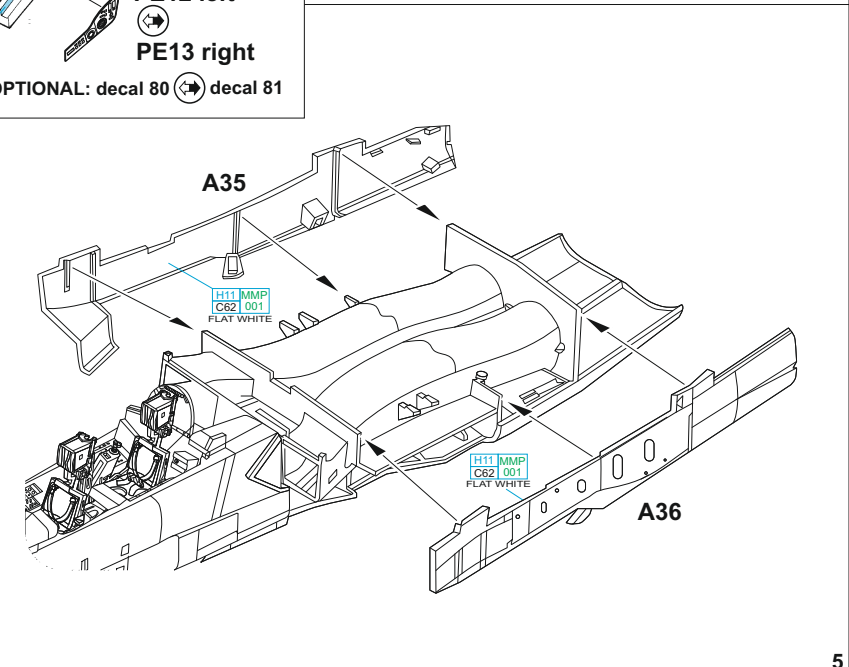 PE13 right
OPTIONAL: decal 80 decal 81
A35
H11 MMP
C62 001
FLAT WHITE
H11 MMP
C62 001
FLAT WHITE
A36
5